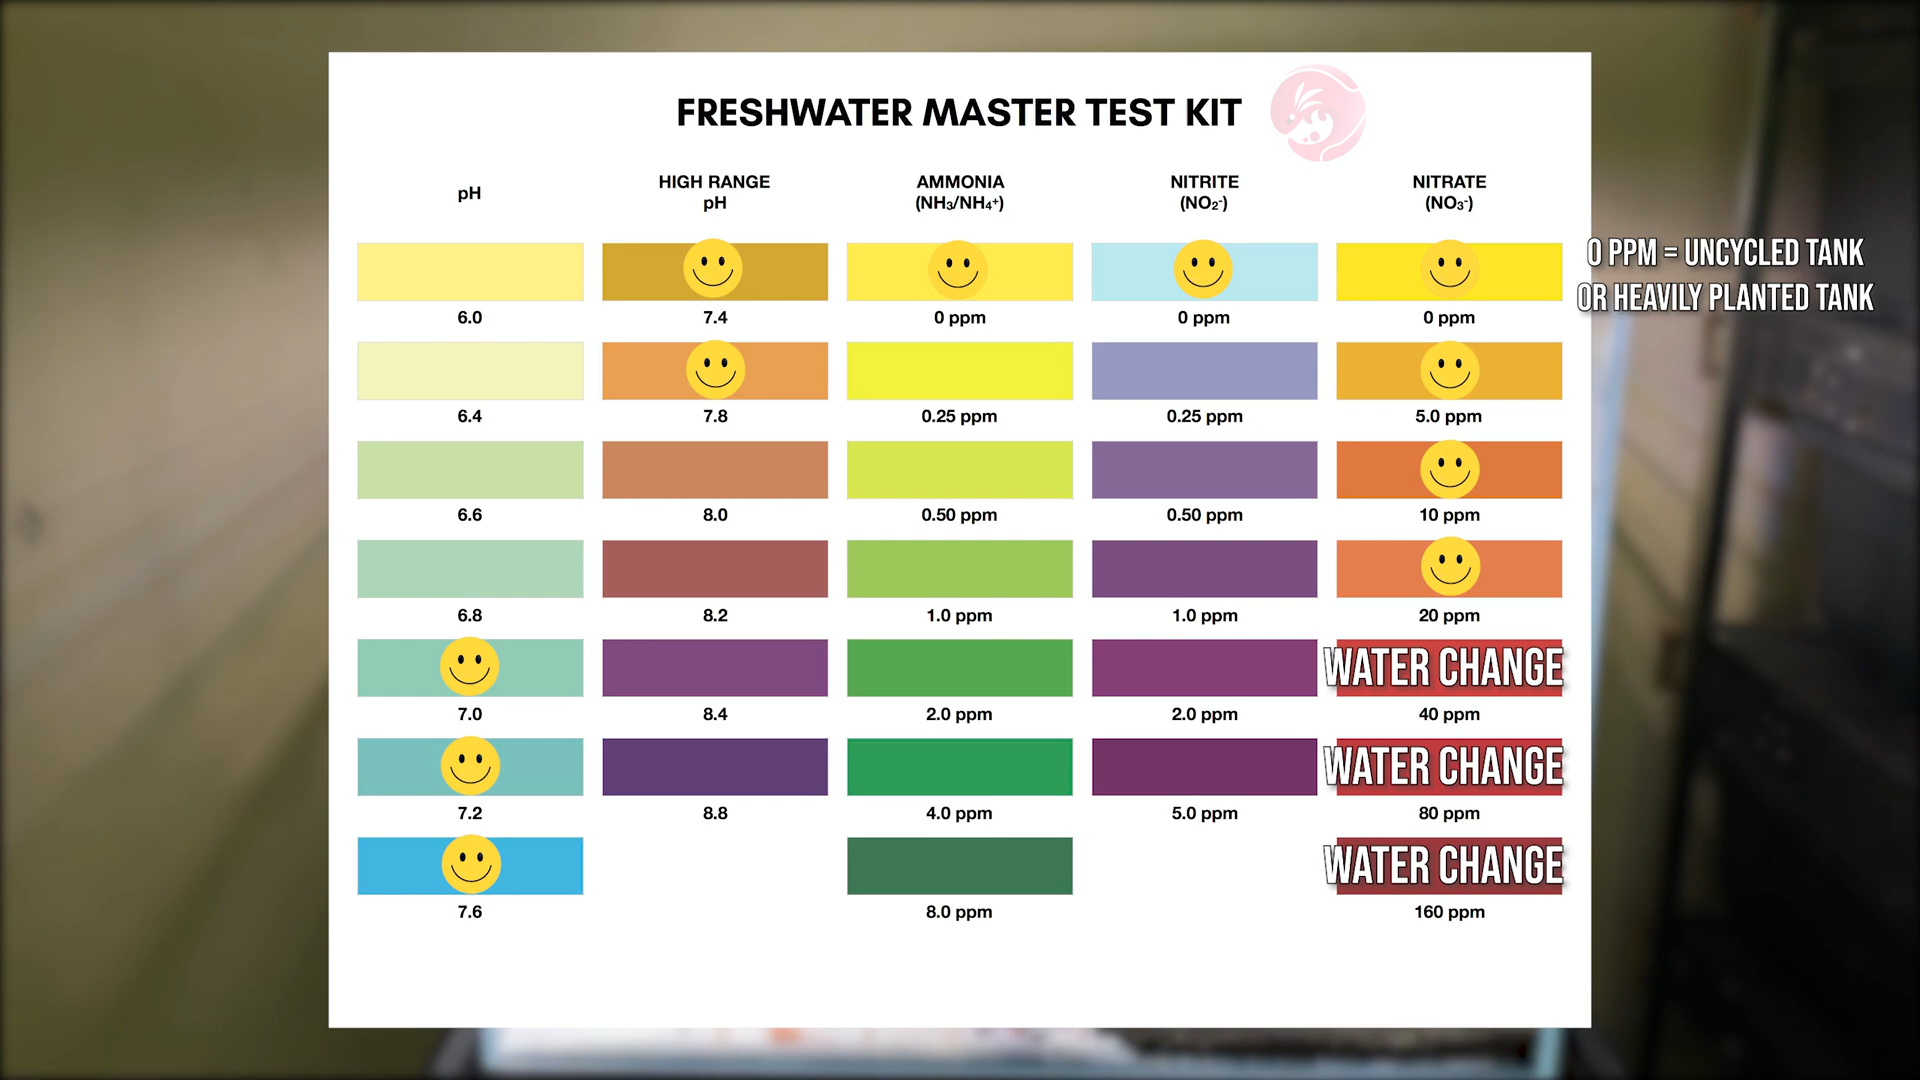 FRESHWATER MASTER TEST KIT
pH
HIGH RANGE
pH
AMMONIA
(NH₃/NH₄⁺)
NITRITE
(NO₂⁻)
NITRATE
(NO₃⁻)
0 PPM = UNCYCLED TANK
OR HEAVILY PLANTED TANK
6.0 7.4 0 ppm 0 ppm 0 ppm
6.4 7.8 0.25 ppm 0.25 ppm 5.0 ppm
6.6 8.0 0.50 ppm 0.50 ppm 10 ppm
6.8 8.2 1.0 ppm 1.0 ppm 20 ppm
WATER CHANGE
7.0 8.4 2.0 ppm 2.0 ppm 40 ppm
WATER CHANGE
7.2 8.8 4.0 ppm 5.0 ppm 80 ppm
WATER CHANGE
7.6 8.0 ppm 160 ppm